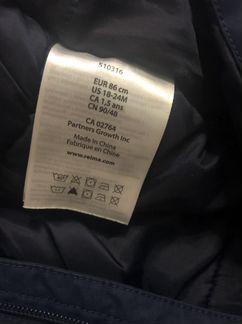 510316
EUR 86 cm
US 18-24M
CA 1,5 ans
CN 90/48
CA 02764
Partners Growth Inc
Made in China
Fabrique en Chine
www.reima.com